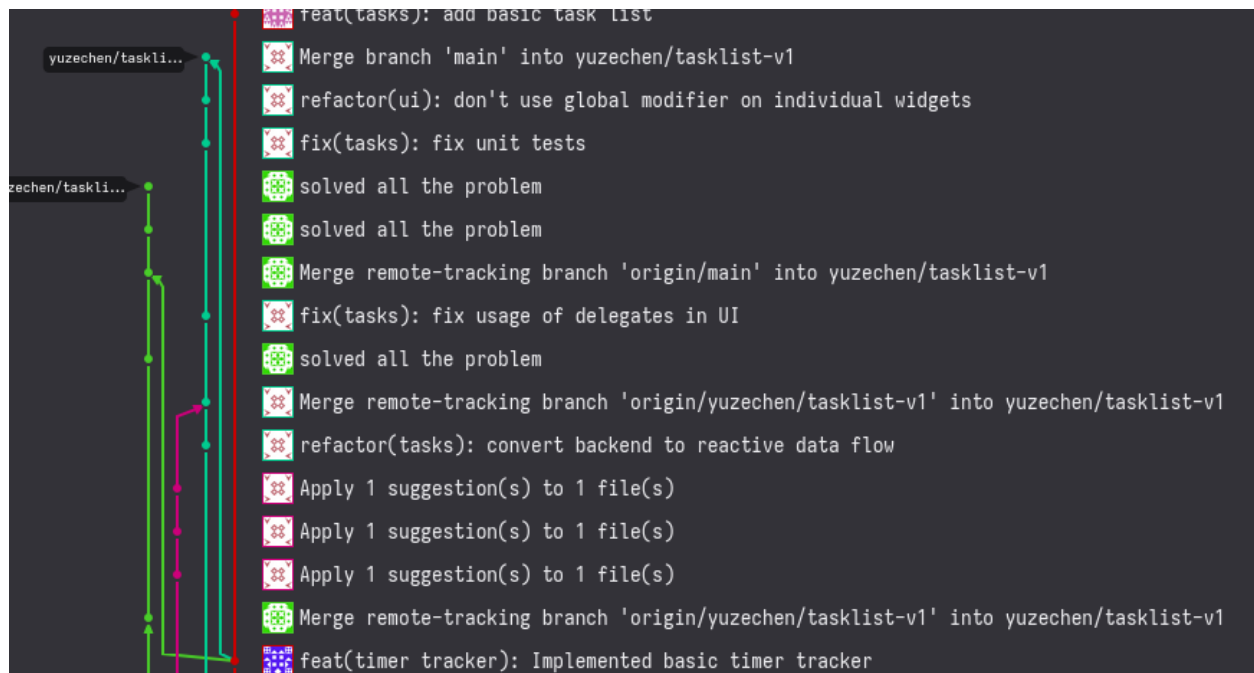 feat(tasks): add basic task list
yuzechen/taskli...
Merge branch 'main' into yuzechen/tasklist-v1
refactor(ui): don't use global modifier on individual widgets
fix(tasks): fix unit tests
zechen/taskli...
solved all the problem
solved all the problem
Merge remote-tracking branch 'origin/main' into yuzechen/tasklist-v1
fix(tasks): fix usage of delegates in UI
solved all the problem
Merge remote-tracking branch 'origin/yuzechen/tasklist-v1' into yuzechen/tasklist-v1
refactor(tasks): convert backend to reactive data flow
Apply 1 suggestion(s) to 1 file(s)
Apply 1 suggestion(s) to 1 file(s)
Apply 1 suggestion(s) to 1 file(s)
Merge remote-tracking branch 'origin/yuzechen/tasklist-v1' into yuzechen/tasklist-v1
feat(timer tracker): Implemented basic timer tracker